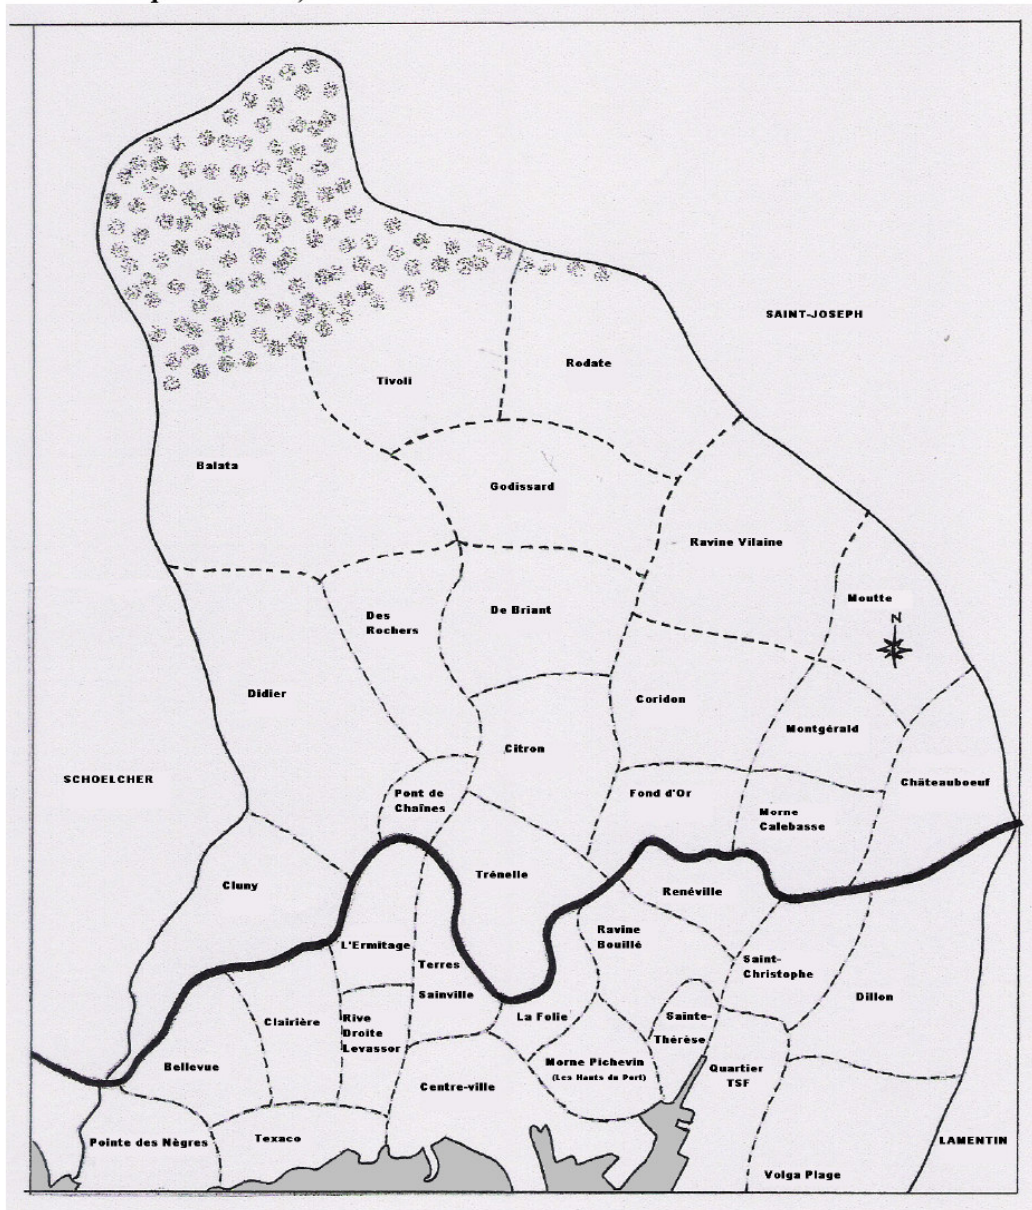 SAINT-JOSEPH
Rodate
Tivoli
Balata
Godissard
Ravine Vilaine
Moutte
N
De Briant
Des
Rochers
Didier
Coridon
Montgérald
Citron
SCHOELCHER
Châteauboeuf
Pont de
Chaînes
Fond d'Or
Morne
Calebasse
Trénelle
Cluny
Renéville
Ravine
Bouillé
L'Ermitage
Terres
Sainville
Saint-
Christophe
Dillon
La Folie
Sainte-
Thérèse
Clairière
Rive
Droite
Levassor
Bellevue
Morne Pichevin
(Les Hauts du Port)
Quartier
TSF
Centre-ville
Pointe des Nègres
Texaco
LAMENTIN
Volga Plage